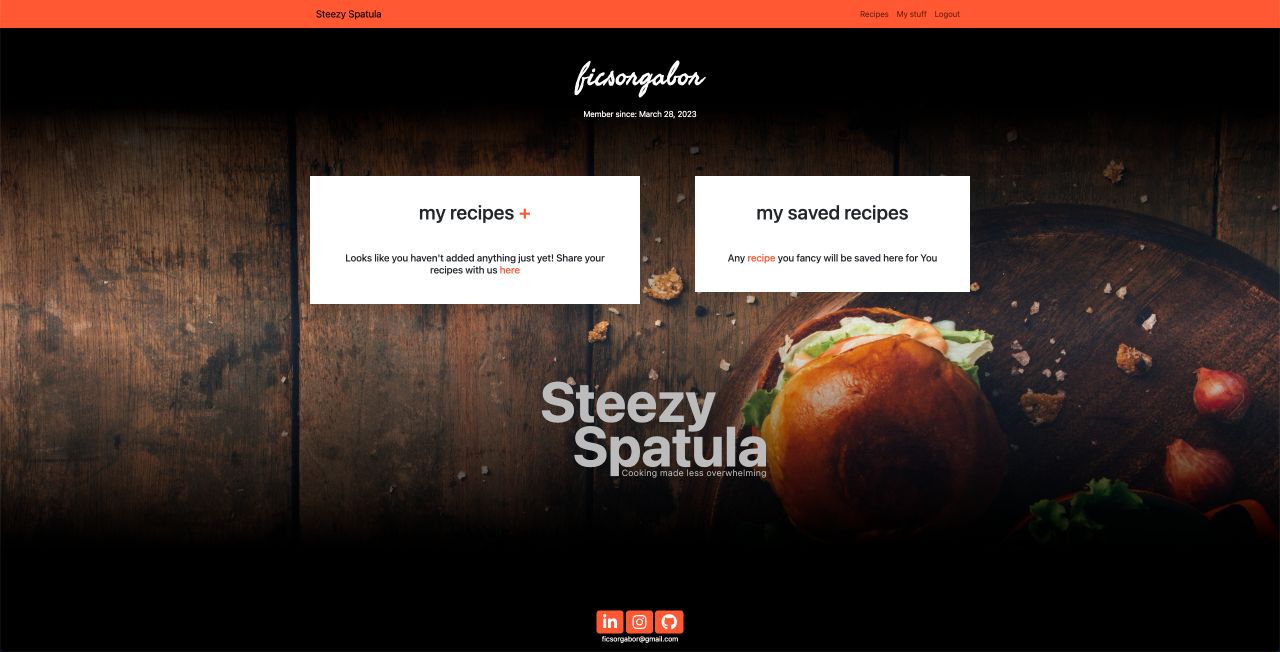 Steezy Spatula
Recipes My stuff Logout
ficsorgabor
Member since: March 28, 2023
my recipes +
Looks like you haven't added anything just yet! Share your
recipes with us here
my saved recipes
Any recipe you fancy will be saved here for You
Steezy
Spatula
Cooking made less overwhelming
in
ficsorgabor@gmail.com